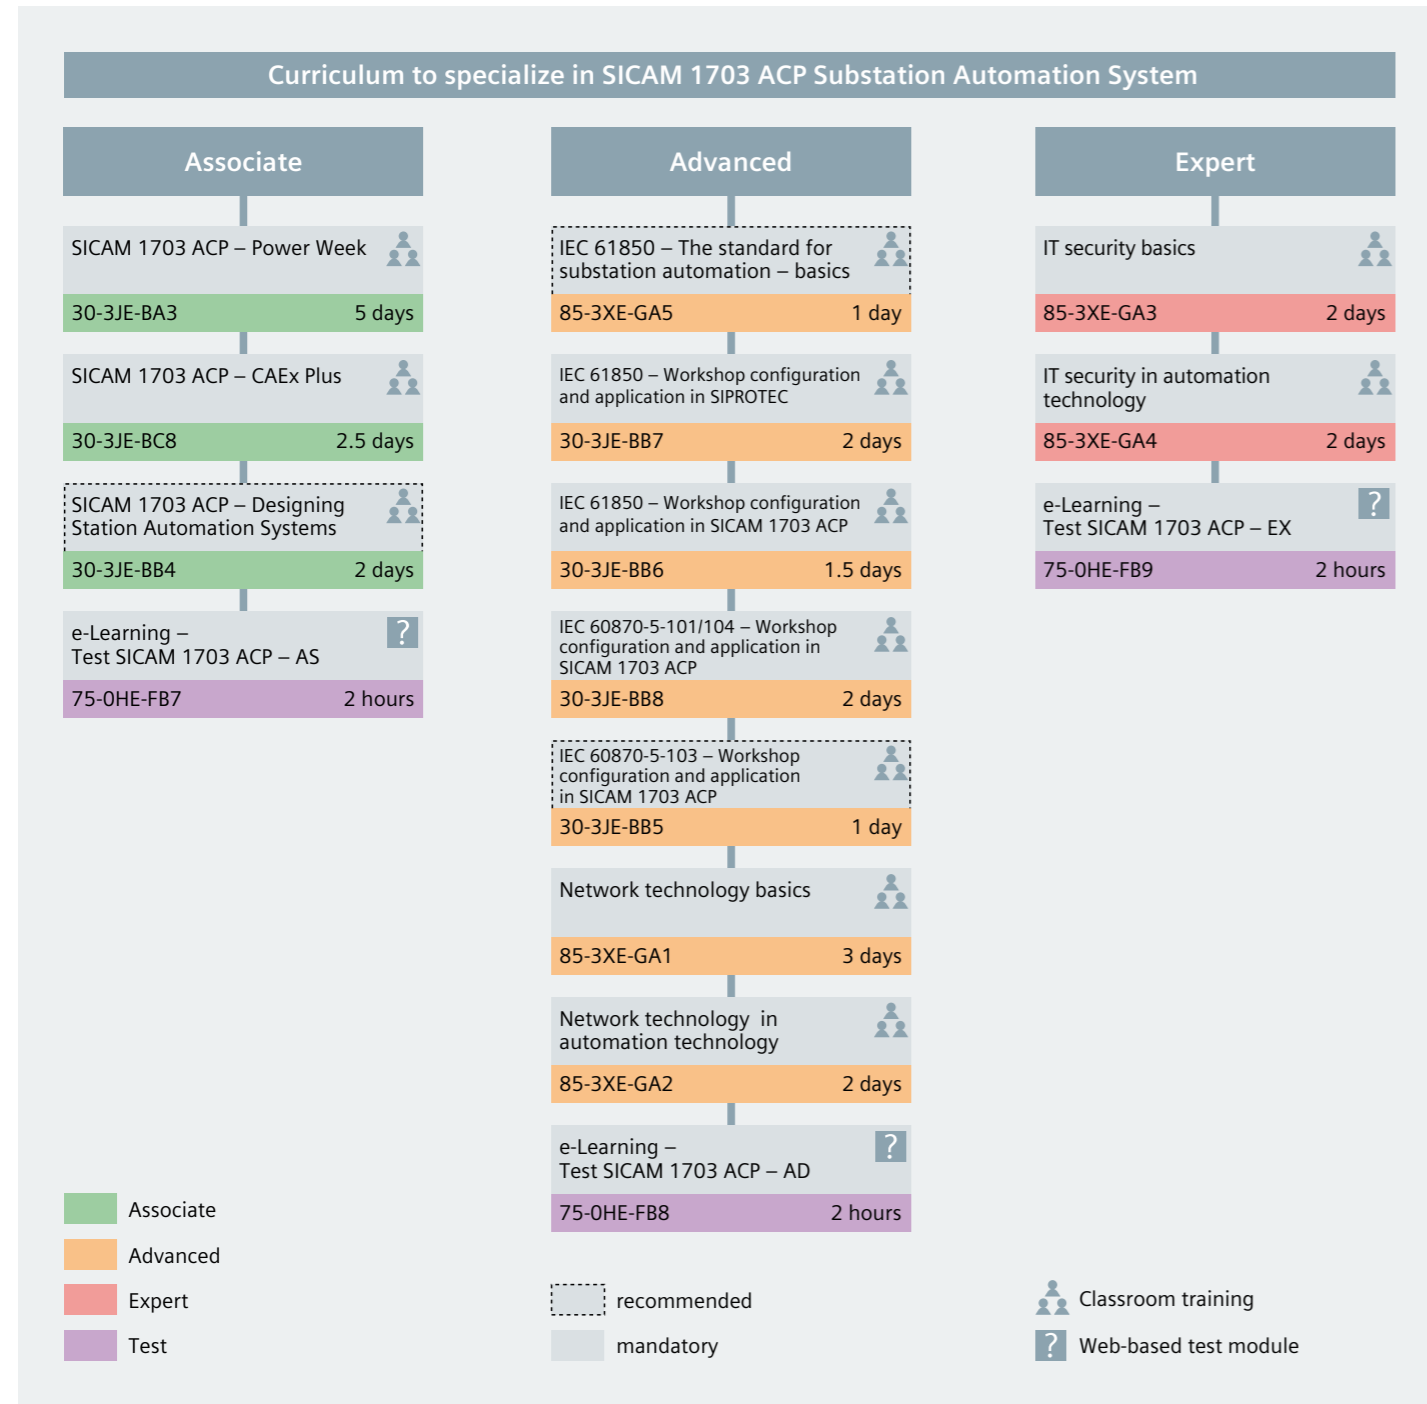 Curriculum to specialize in SICAM 1703 ACP Substation Automation System
Associate
SICAM 1703 ACP – Power Week
30-3JE-BA3 5 days
SICAM 1703 ACP – CAEx Plus
30-3JE-BC8 2.5 days
SICAM 1703 ACP – Designing
Station Automation Systems
30-3JE-BB4 2 days
e-Learning –
Test SICAM 1703 ACP – AS
?
75-0HE-FB7 2 hours
Advanced
IEC 61850 – The standard for
substation automation – basics
85-3XE-GA5 1 day
IEC 61850 – Workshop configuration
and application in SIPROTEC
30-3JE-BB7 2 days
IEC 61850 – Workshop configuration
and application in SICAM 1703 ACP
30-3JE-BB6 1.5 days
IEC 60870-5-101/104 – Workshop
configuration and application in
SICAM 1703 ACP
30-3JE-BB8 2 days
IEC 60870-5-103 – Workshop
configuration and application
in SICAM 1703 ACP
30-3JE-BB5 1 day
Network technology basics
85-3XE-GA1 3 days
Network technology in
automation technology
85-3XE-GA2 2 days
e-Learning –
Test SICAM 1703 ACP – AD
?
75-0HE-FB8 2 hours
Expert
IT security basics
85-3XE-GA3 2 days
IT security in automation
technology
85-3XE-GA4 2 days
e-Learning –
Test SICAM 1703 ACP – EX
?
75-0HE-FB9 2 hours
Associate
Advanced
Expert
Test
recommended
mandatory
Classroom training
? Web-based test module